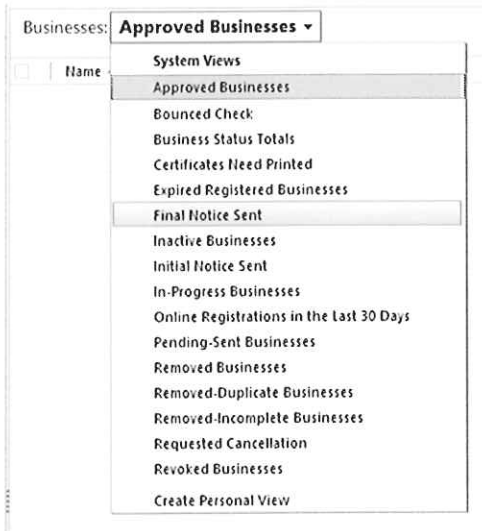 Businesses: Approved Businesses
Name
System Views
Approved Businesses
Bounced Check
Business Status Totals
Certificates Need Printed
Expired Registered Businesses
Final Notice Sent
Inactive Businesses
Initial Notice Sent
In-Progress Businesses
Online Registrations in the Last 30 Days
Pending-Sent Businesses
Removed Businesses
Removed-Duplicate Businesses
Removed-Incomplete Businesses
Requested Cancellation
Revoked Businesses
Create Personal View